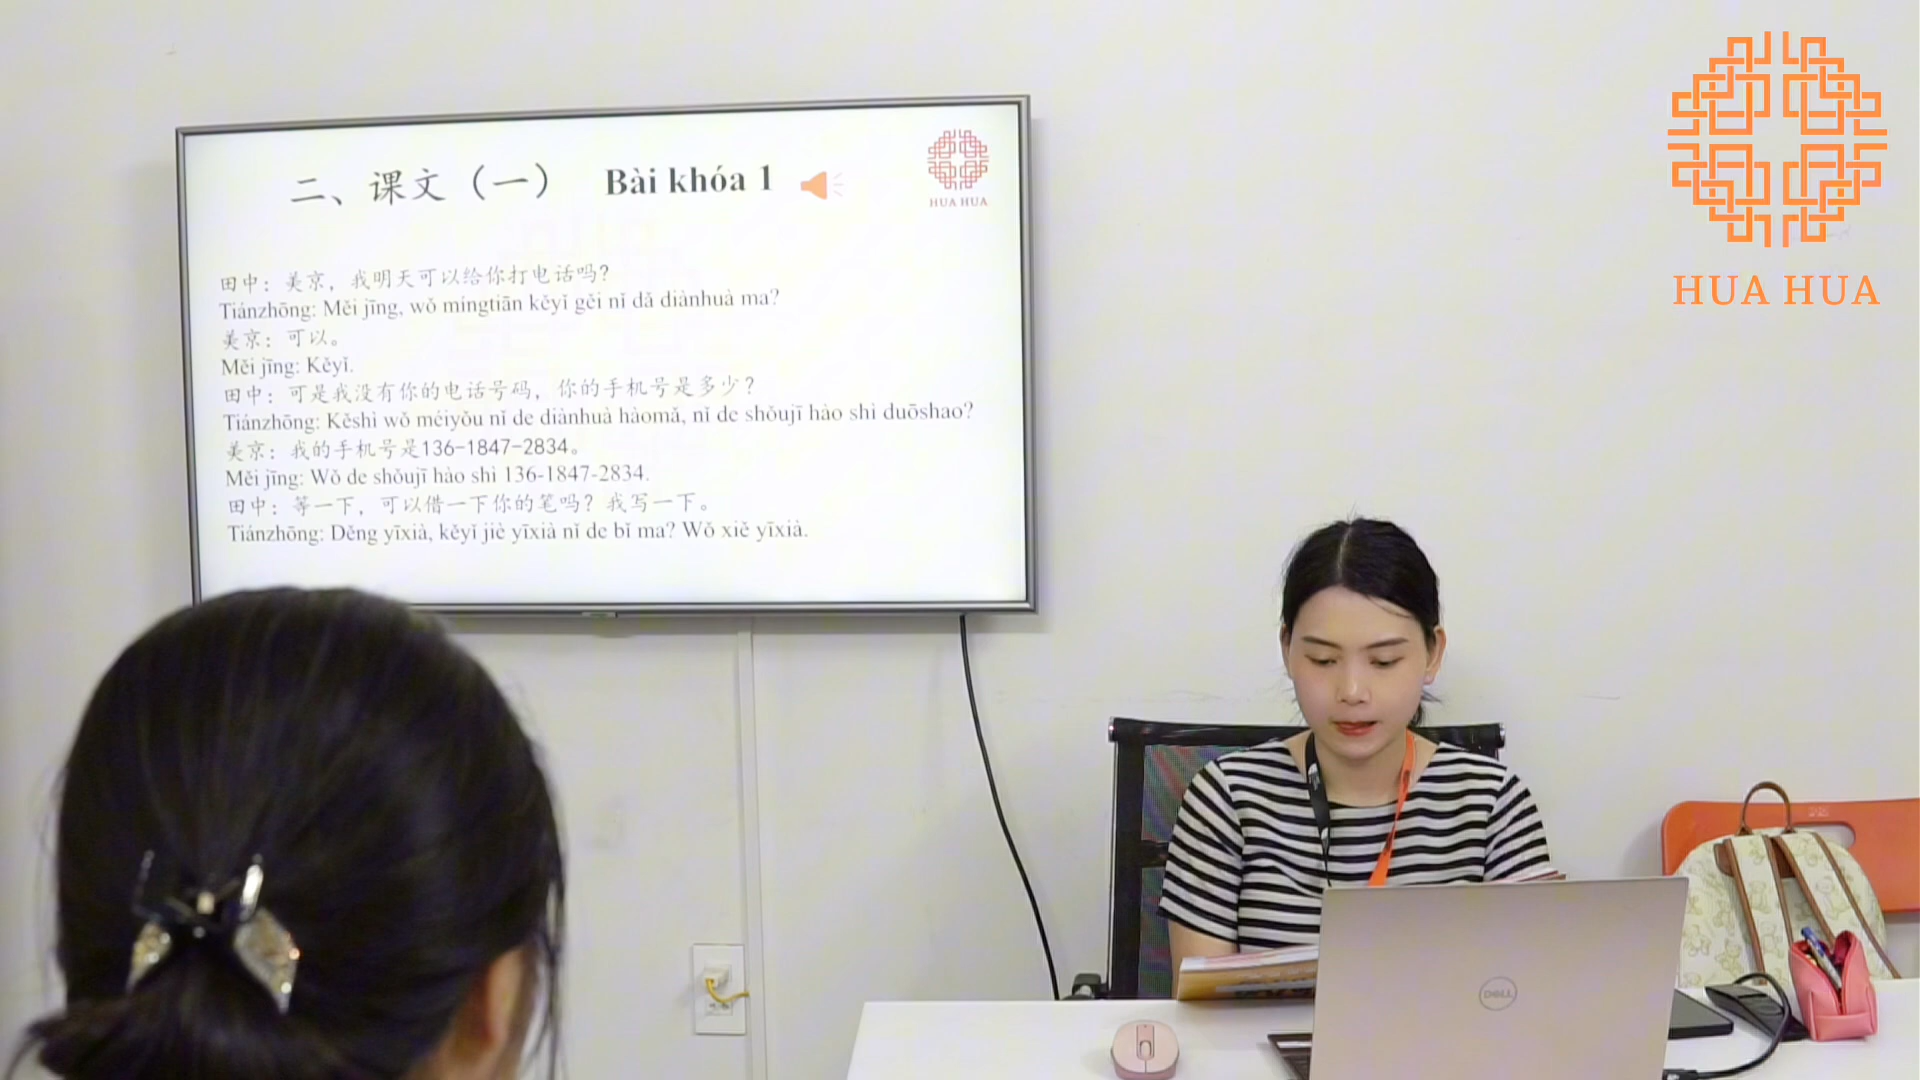 二、课文（一） Bài khóa 1
HUA HUA
田中：美京，我明天可以给你打电话吗？
Tiánzhōng: Měi jīng, wǒ míngtiān kěyǐ gěi nǐ dǎ diànhuà ma?
美京：可以。
Měi jīng: Kěyǐ.
田中：可是我没有你的电话号码，你的手机号是多少？
Tiánzhōng: Kěshì wǒ méiyǒu nǐ de diànhuà hàomǎ, nǐ de shǒujī hào shì duōshao?
美京：我的手机号是136-1847-2834。
Měi jīng: Wǒ de shǒujī hào shì 136-1847-2834.
田中：等一下，可以借一下你的笔吗？我写一下。
Tiánzhōng: Děng yīxià, kěyǐ jiè yīxià nǐ de bǐ ma? Wǒ xiě yīxià.
HUA HUA
DELL